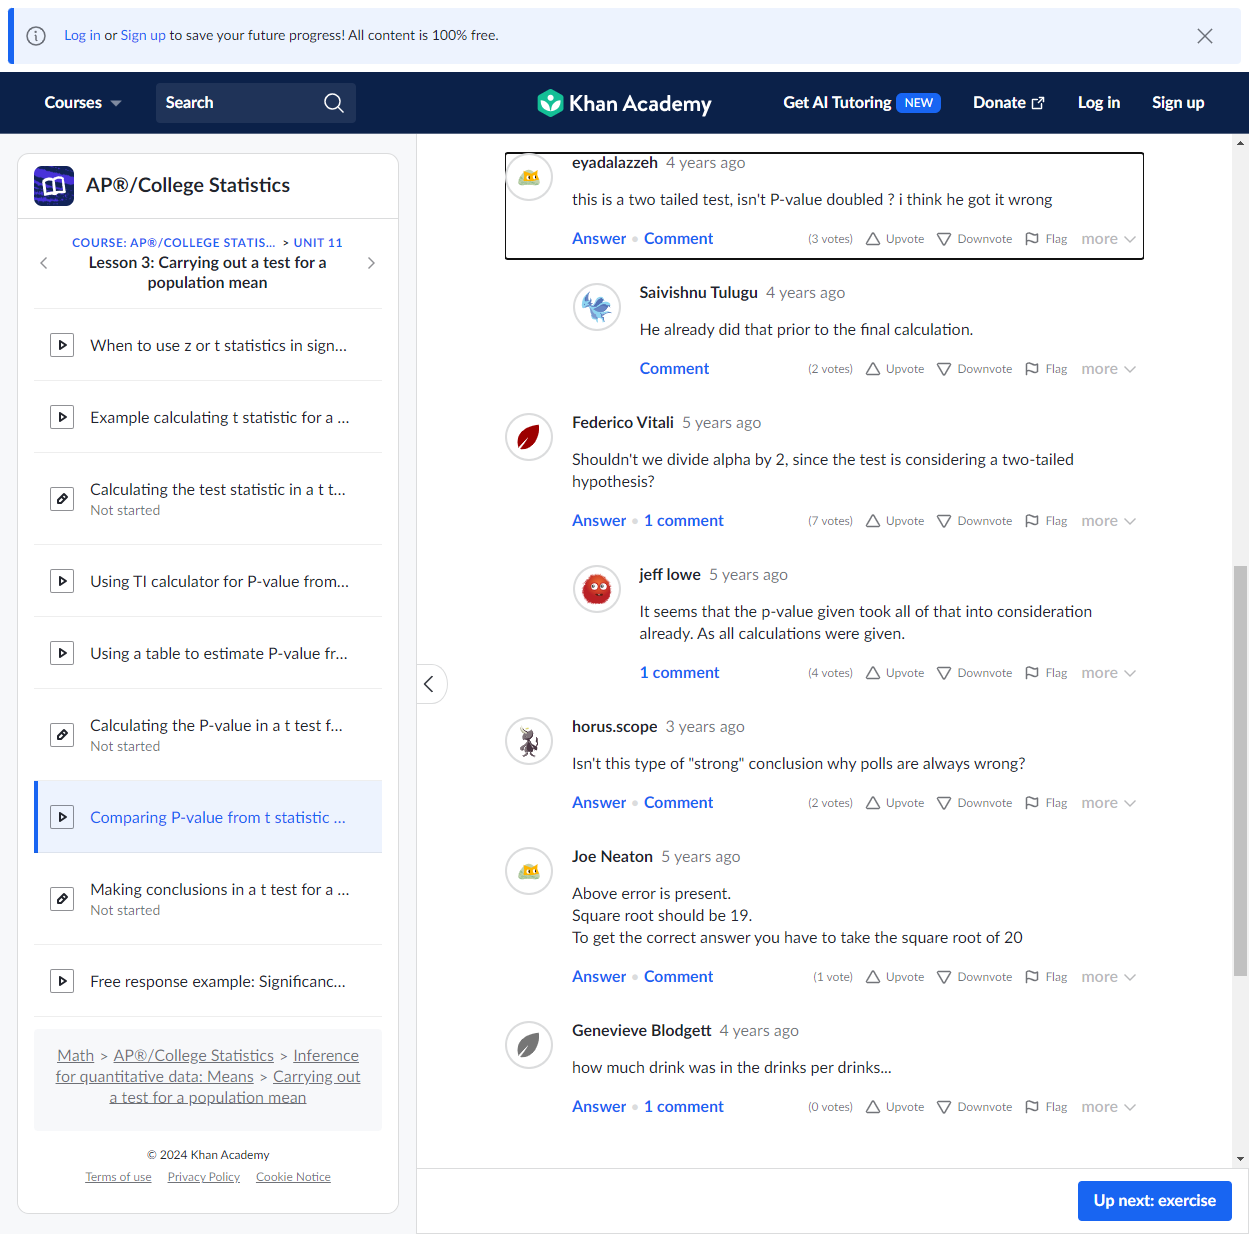 Log in or Sign up to save your future progress! All content is 100% free.
Courses
Search
Khan Academy
Get AI Tutoring NEW
Donate
Log in
Sign up
AP®/College Statistics
COURSE: AP®/COLLEGE STATIS... > UNIT 11
Lesson 3: Carrying out a test for a
population mean
When to use z or t statistics in sign...
Example calculating t statistic for a ...
Calculating the test statistic in a t t...
Not started
Using TI calculator for P-value from...
Using a table to estimate P-value fr...
Calculating the P-value in a t test f...
Not started
Comparing P-value from t statistic ...
Making conclusions in a t test for a ...
Not started
Free response example: Significanc...
Math > AP®/College Statistics > Inference
for quantitative data: Means > Carrying out
a test for a population mean
© 2024 Khan Academy
Terms of use Privacy Policy Cookie Notice
eyadalazzeh 4 years ago
this is a two tailed test, isn't P-value doubled ? i think he got it wrong
Answer • Comment (3 votes) Upvote Downvote Flag more
Saivishnu Tulugu 4 years ago
He already did that prior to the final calculation.
Comment (2 votes) Upvote Downvote Flag more
Federico Vitali 5 years ago
Shouldn't we divide alpha by 2, since the test is considering a two-tailed
hypothesis?
Answer • 1 comment (7 votes) Upvote Downvote Flag more
jeff lowe 5 years ago
It seems that the p-value given took all of that into consideration
already. As all calculations were given.
1 comment (4 votes) Upvote Downvote Flag more
horus.scope 3 years ago
Isn't this type of "strong" conclusion why polls are always wrong?
Answer • Comment (2 votes) Upvote Downvote Flag more
Joe Neaton 5 years ago
Above error is present.
Square root should be 19.
To get the correct answer you have to take the square root of 20
Answer • Comment (1 vote) Upvote Downvote Flag more
Genevieve Blodgett 4 years ago
how much drink was in the drinks per drinks...
Answer • 1 comment (0 votes) Upvote Downvote Flag more
Up next: exercise